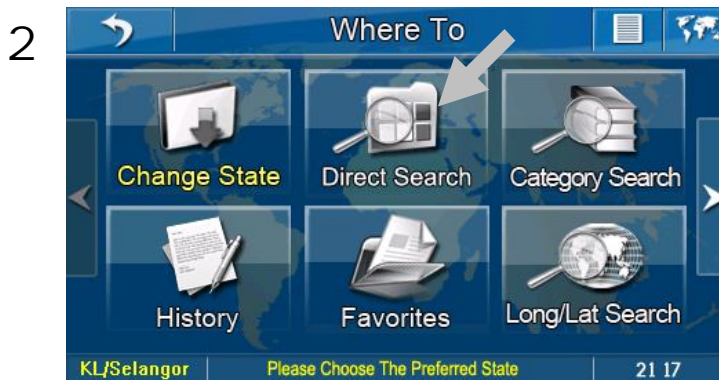 2
Where To
Change State
Direct Search
Category Search
History
Favorites
Long/Lat Search
KL/Selangor
Please Choose The Preferred State
21 17